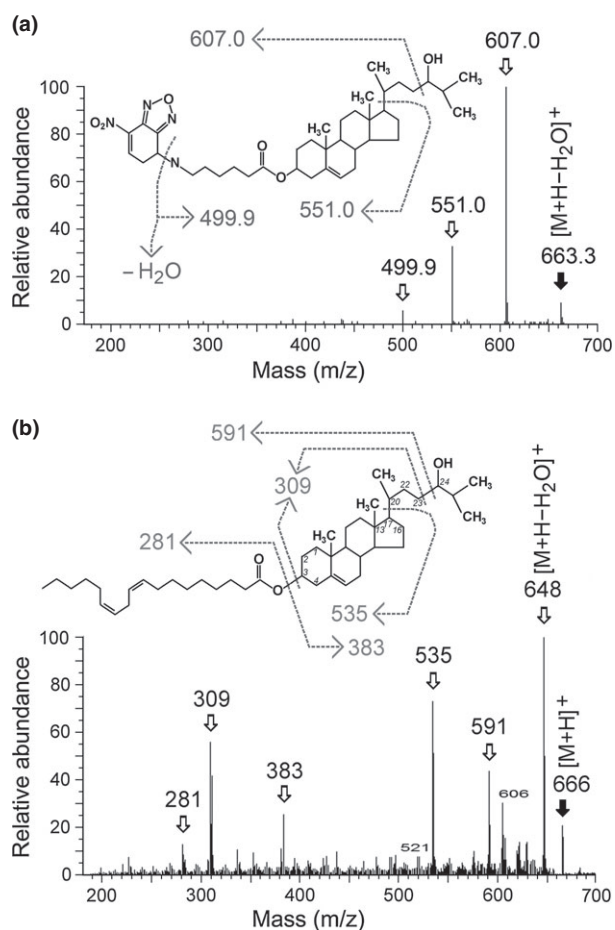 (a)
607.0
607.0
OH
CH₃
CH₃
CH₃
CH₃
H₃C
N
O
N
NO₂
N
O
O
499.9
551.0
–H₂O
499.9
551.0
[M+H–H₂O]⁺
663.3
Relative abundance
100
80
60
40
20
0
200 300 400 500 600 700
Mass (m/z)
(b)
591
309
281
OH
CH₃
CH₃
CH₃
CH₃
H₃C
20
22
23
24
13
17
16
1
2
3
4
O
O
535
383
[M+H–H₂O]⁺
648
[M+H]⁺
666
535
309
591
606
383
281
521
Relative abundance
100
80
60
40
20
0
200 300 400 500 600 700
Mass (m/z)